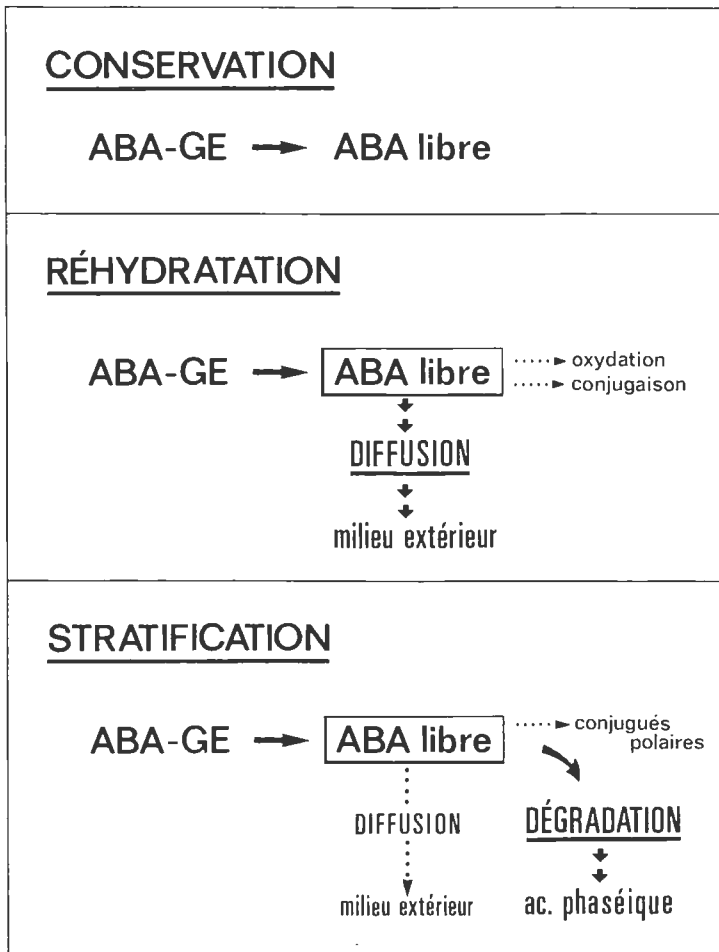 CONSERVATION
ABA-GE → ABA libre
RÉHYDRATATION
ABA-GE → ABA libre
oxydation
conjugaison
DIFFUSION
milieu extérieur
STRATIFICATION
ABA-GE → ABA libre
conjugués
polaires
DIFFUSION
DÉGRADATION
milieu extérieur
ac. phaséique